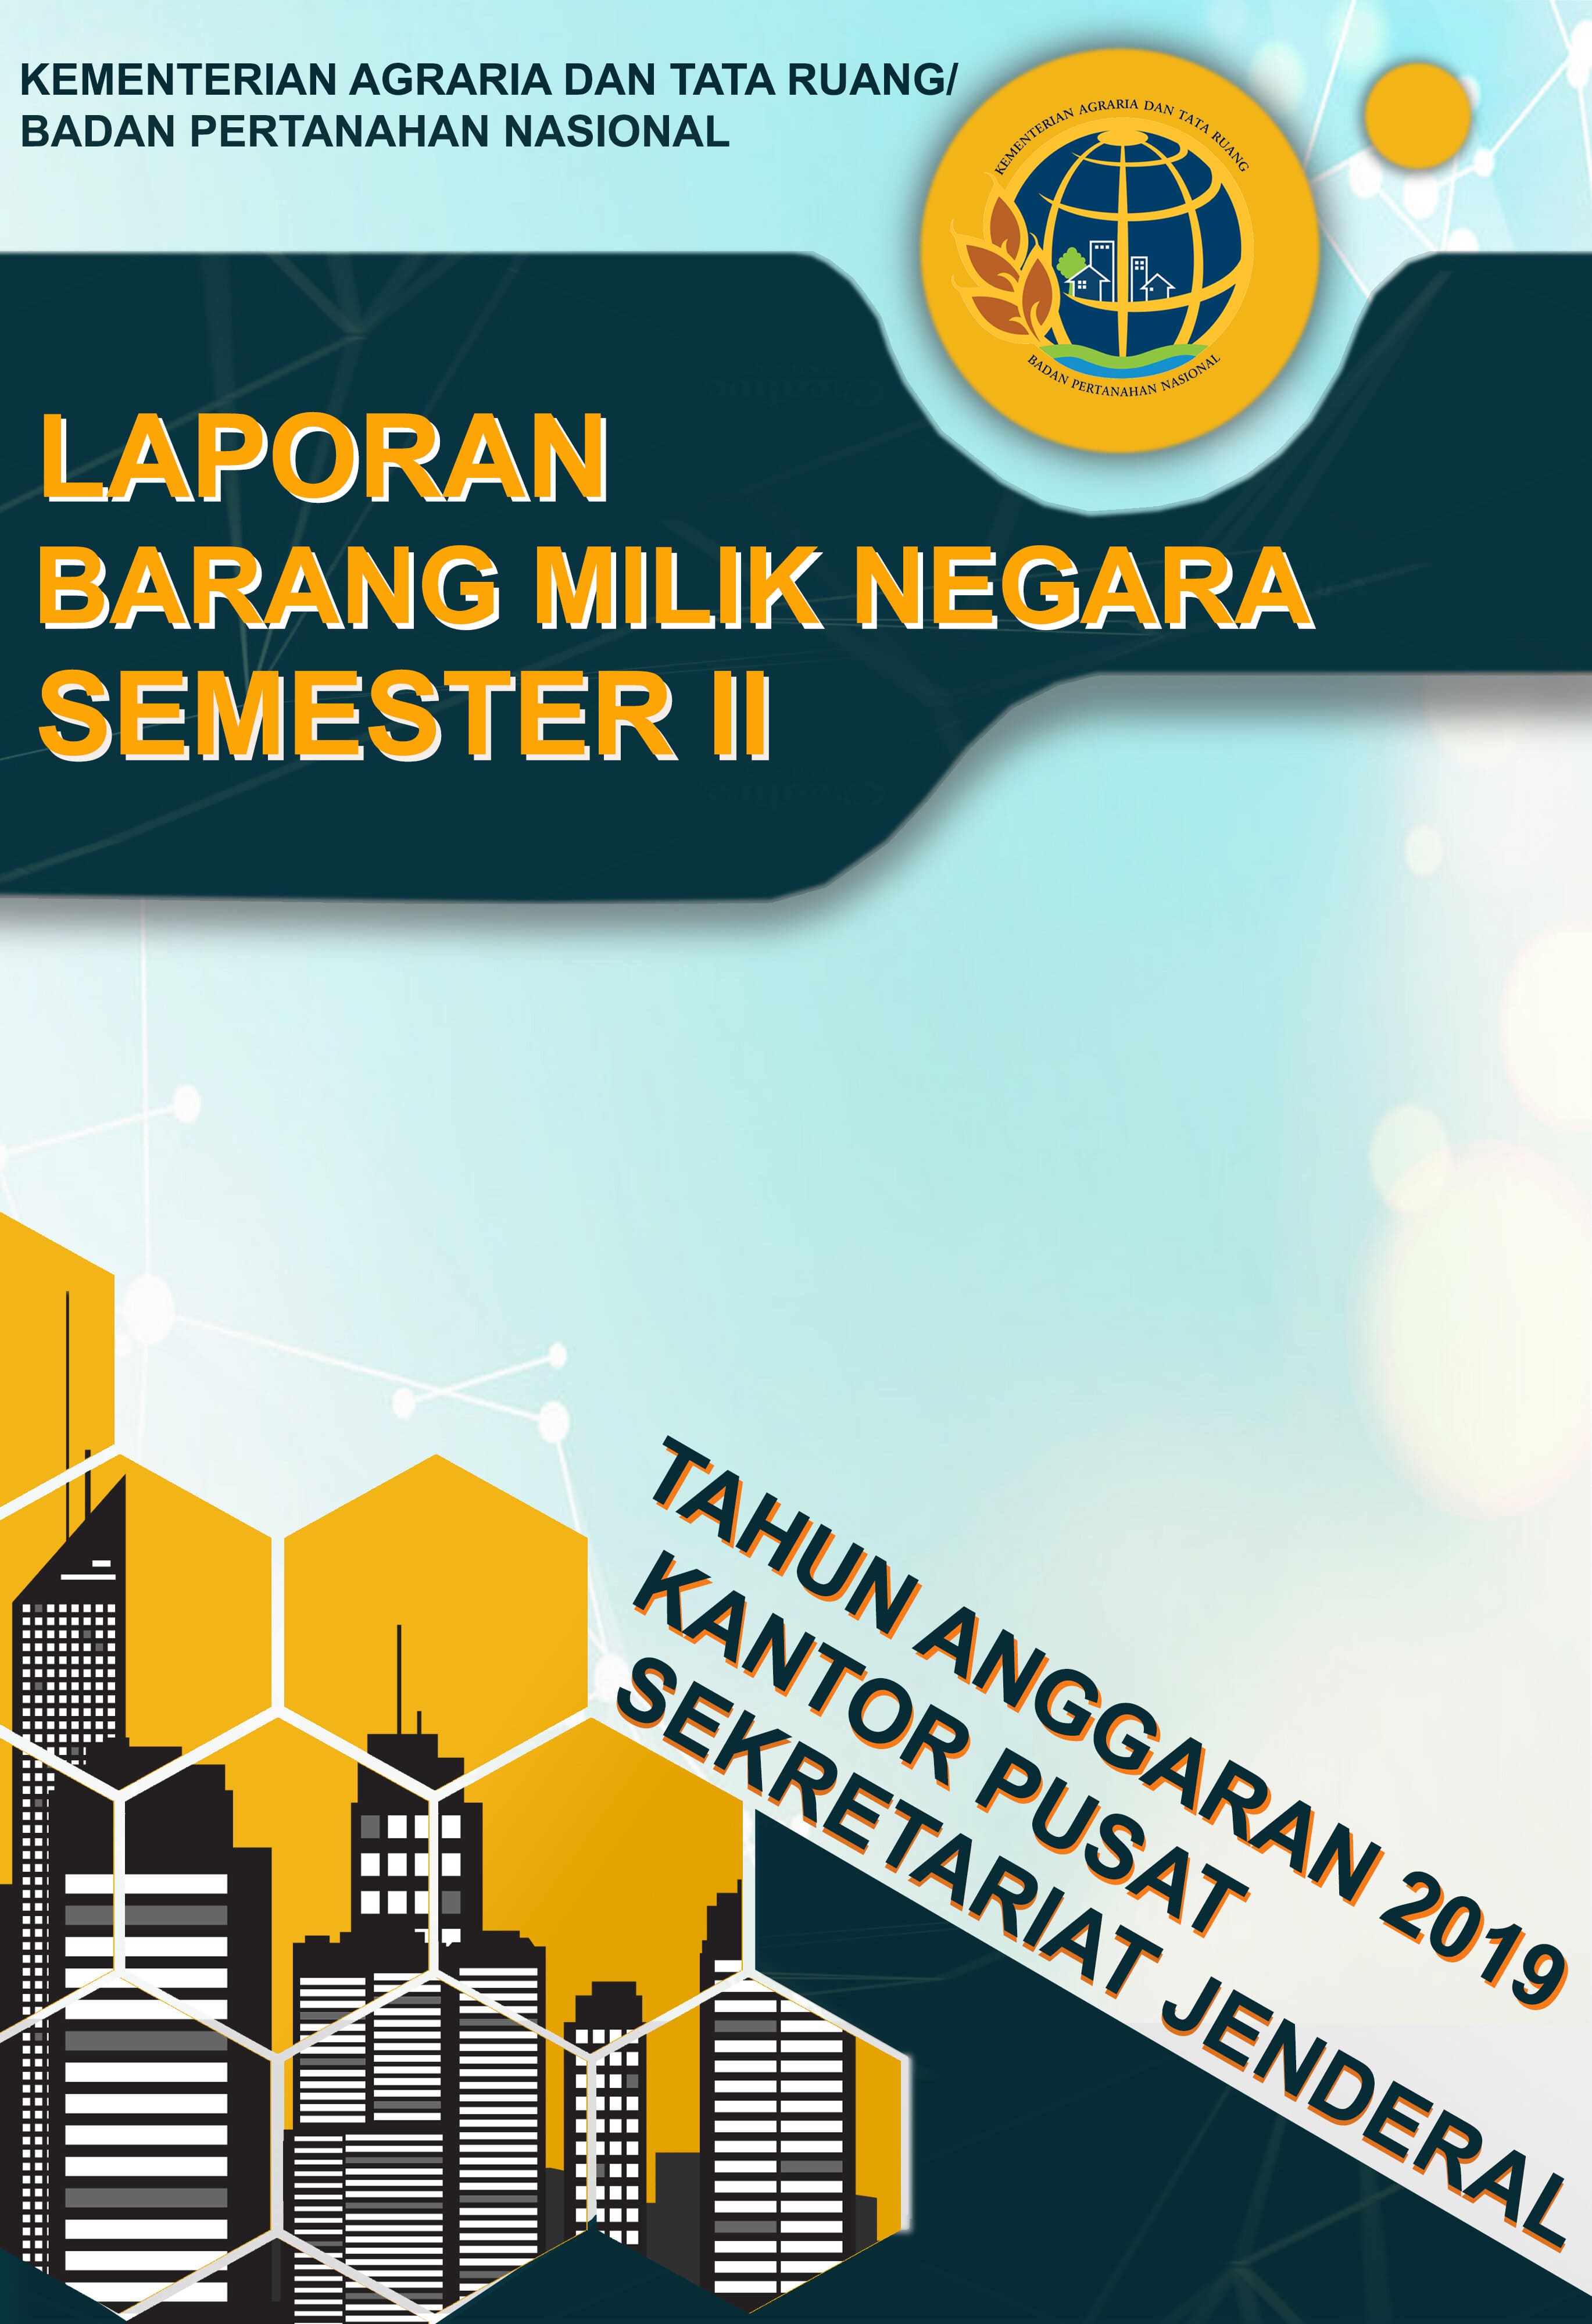 KEMENTERIAN AGRARIA DAN TATA RUANG/
BADAN PERTANAHAN NASIONAL
KEMENTERIAN AGRARIA DAN TATA RUANG
BADAN PERTANAHAN NASIONAL
LAPORAN
BARANG MILIK NEGARA
SEMESTER II
TAHUN ANGGARAN 2019
KANTOR PUSAT
SEKRETARIAT JENDERAL